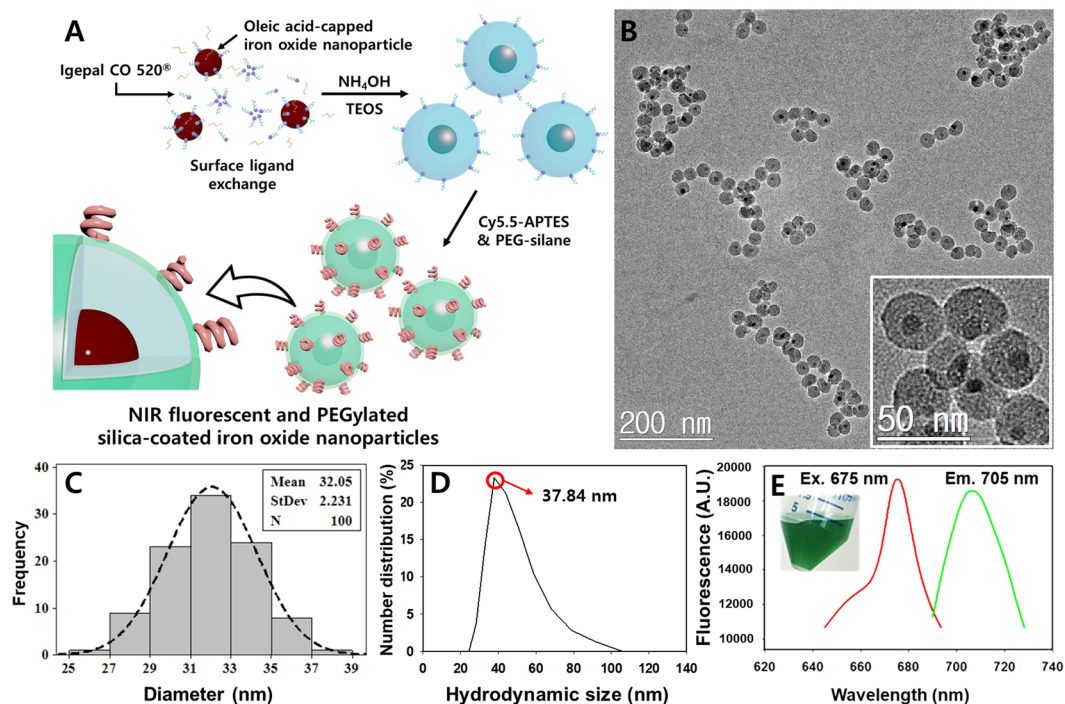 A
Oleic acid-capped
iron oxide nanoparticle
Igepal CO 520®
NH4OH
TEOS
Surface ligand
exchange
Cy5.5-APTES
& PEG-silane
NIR fluorescent and PEGylated
silica-coated iron oxide nanoparticles
B
200 nm
50 nm
C
Mean 32.05
StDev 2.231
N 100
Frequency
40
30
20
10
0
25 27 29 31 33 35 37 39
Diameter (nm)
D
37.84 nm
Number distribution (%)
25
20
15
10
5
0
0 20 40 60 80 100 120 140
Hydrodynamic size (nm)
E
Ex. 675 nm
Em. 705 nm
5
Fluorescence (A.U.)
20000
18000
16000
14000
12000
10000
620 640 660 680 700 720 740
Wavelength (nm)